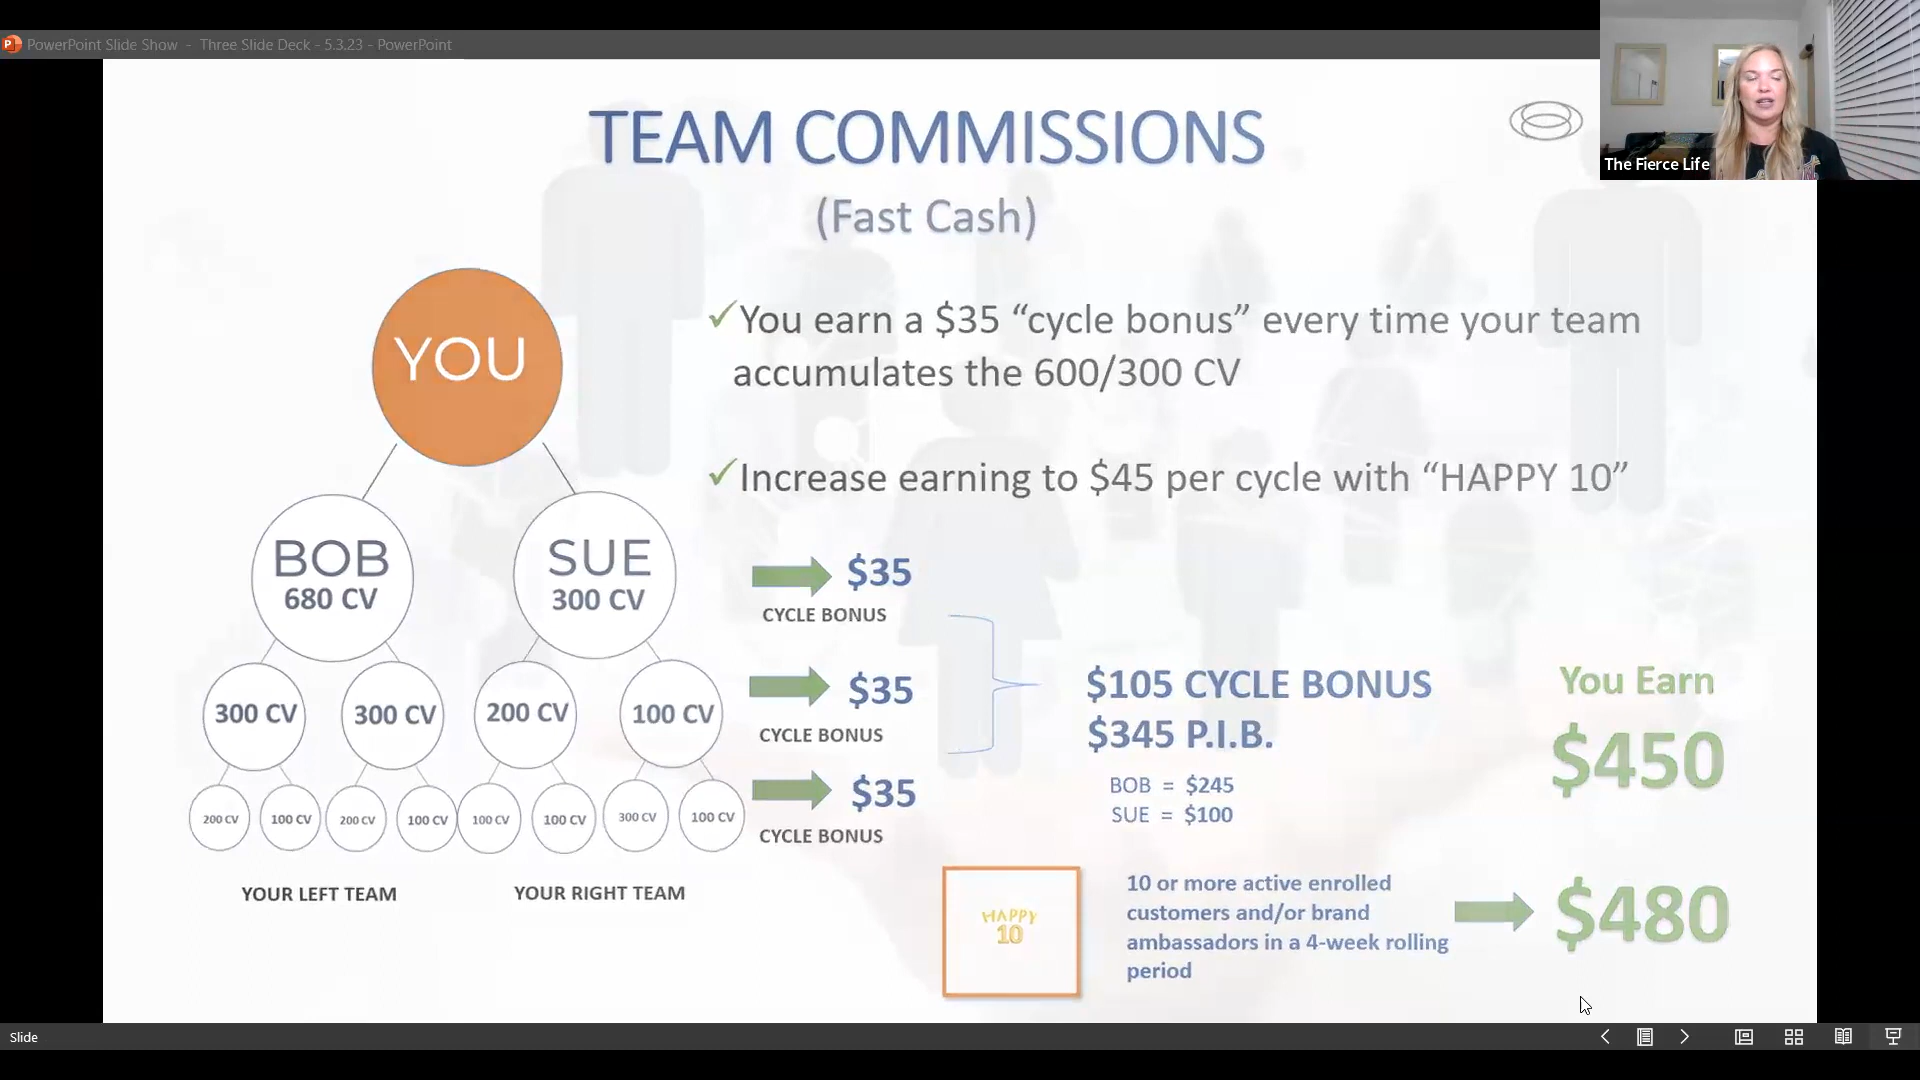 PowerPoint Slide Show - Three Slide Deck - 5.3.23 - PowerPoint
The Fierce Life
TEAM COMMISSIONS
(Fast Cash)
YOU
✓You earn a $35 “cycle bonus” every time your team
accumulates the 600/300 CV
✓Increase earning to $45 per cycle with “HAPPY 10”
BOB
680 CV
SUE
300 CV
300 CV
300 CV
200 CV
100 CV
200 CV
100 CV
200 CV
100 CV
100 CV
100 CV
300 CV
100 CV
YOUR LEFT TEAM
YOUR RIGHT TEAM
$35
CYCLE BONUS
$35
CYCLE BONUS
$35
CYCLE BONUS
$105 CYCLE BONUS
$345 P.I.B.
BOB = $245
SUE = $100
You Earn
$450
HAPPY
10
10 or more active enrolled
customers and/or brand
ambassadors in a 4-week rolling
period
$480
Slide